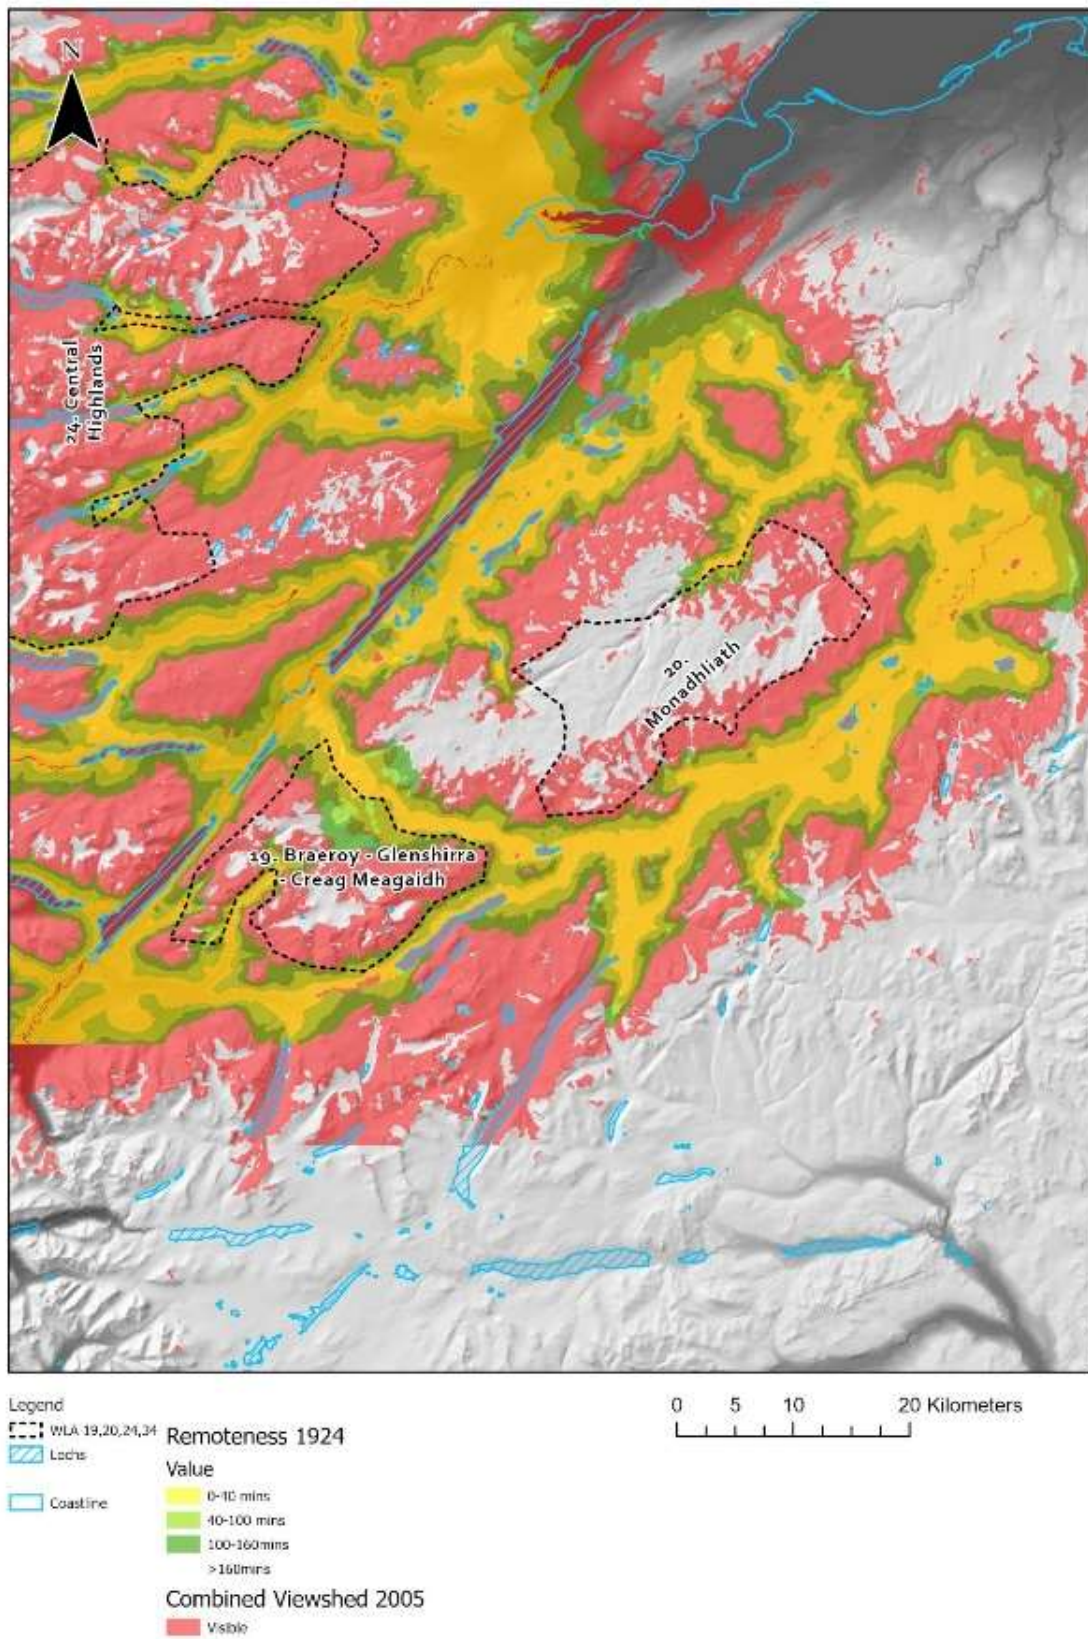 N
24. Central
Highlands
20.
Monadhliath
19. Braeroy - Glenshirra
- Creag Meagaidh
Legend
WLA 19,20,24,34
Lochs
Coastline
Remoteness 1924
Value
0-40 mins
40-100 mins
100-160mins
>160mins
Combined Viewshed 2005
Visible
0 5 10 20 Kilometers